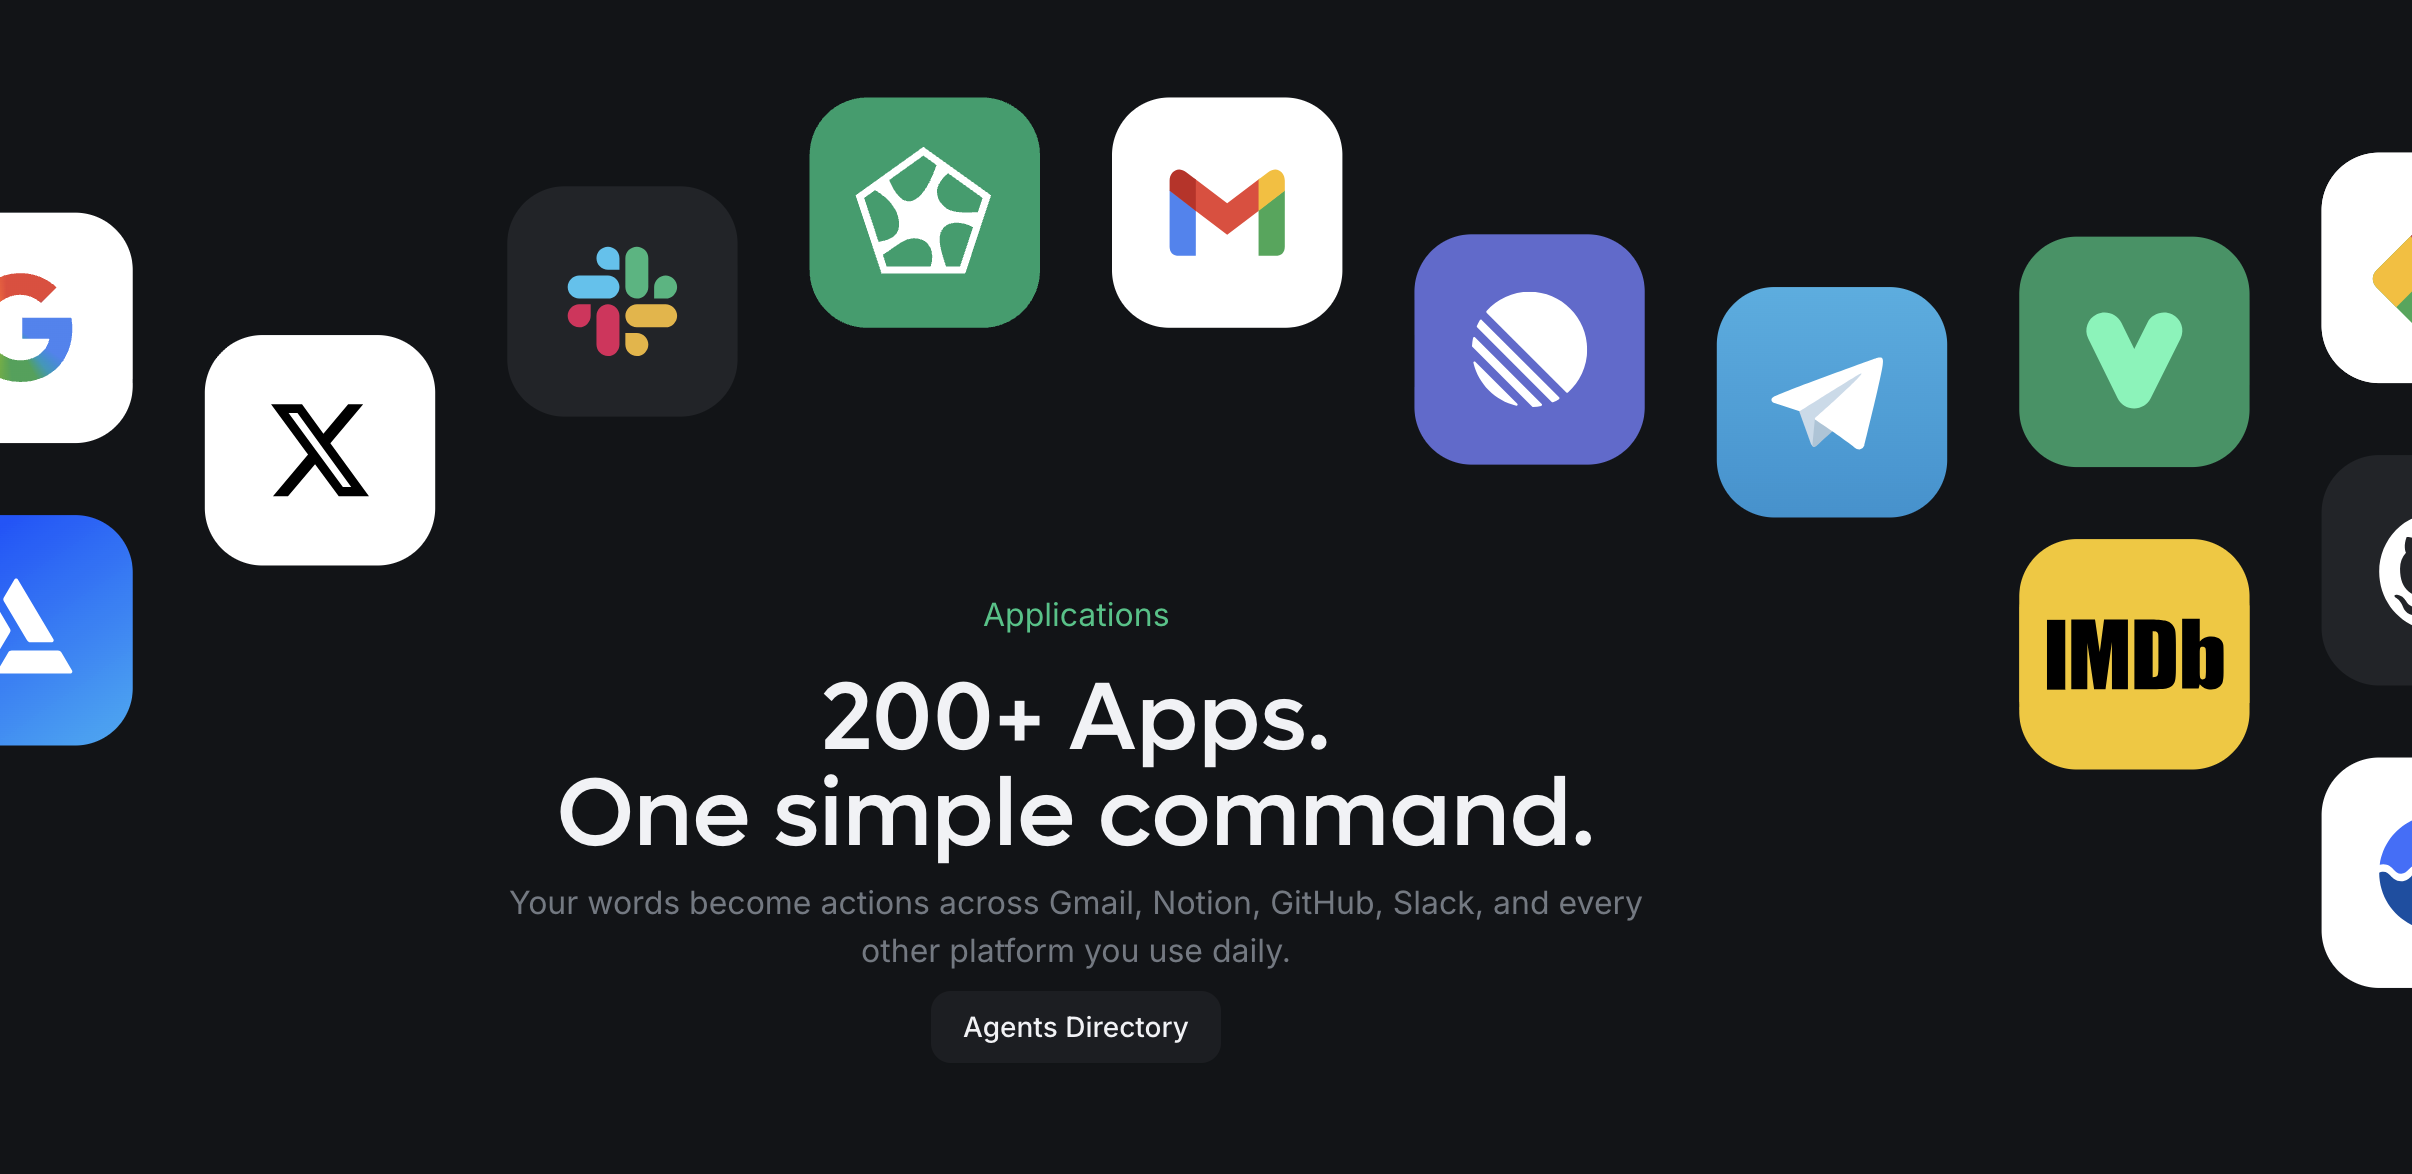 IMDb
Applications
200+ Apps.
One simple command.
Your words become actions across Gmail, Notion, GitHub, Slack, and every
other platform you use daily.
Agents Directory